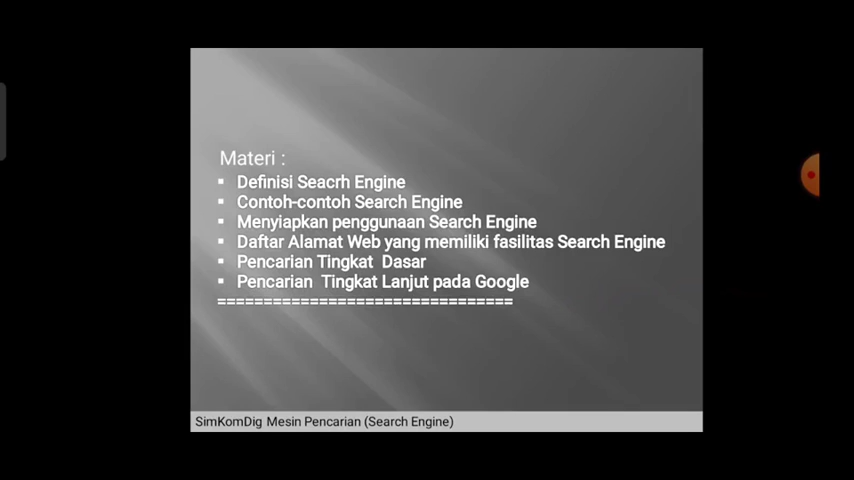 Materi :
▪ Definisi Seacrh Engine
▪ Contoh-contoh Search Engine
▪ Menyiapkan penggunaan Search Engine
▪ Daftar Alamat Web yang memiliki fasilitas Search Engine
▪ Pencarian Tingkat Dasar
▪ Pencarian Tingkat Lanjut pada Google
================================
SimKomDig Mesin Pencarian (Search Engine)